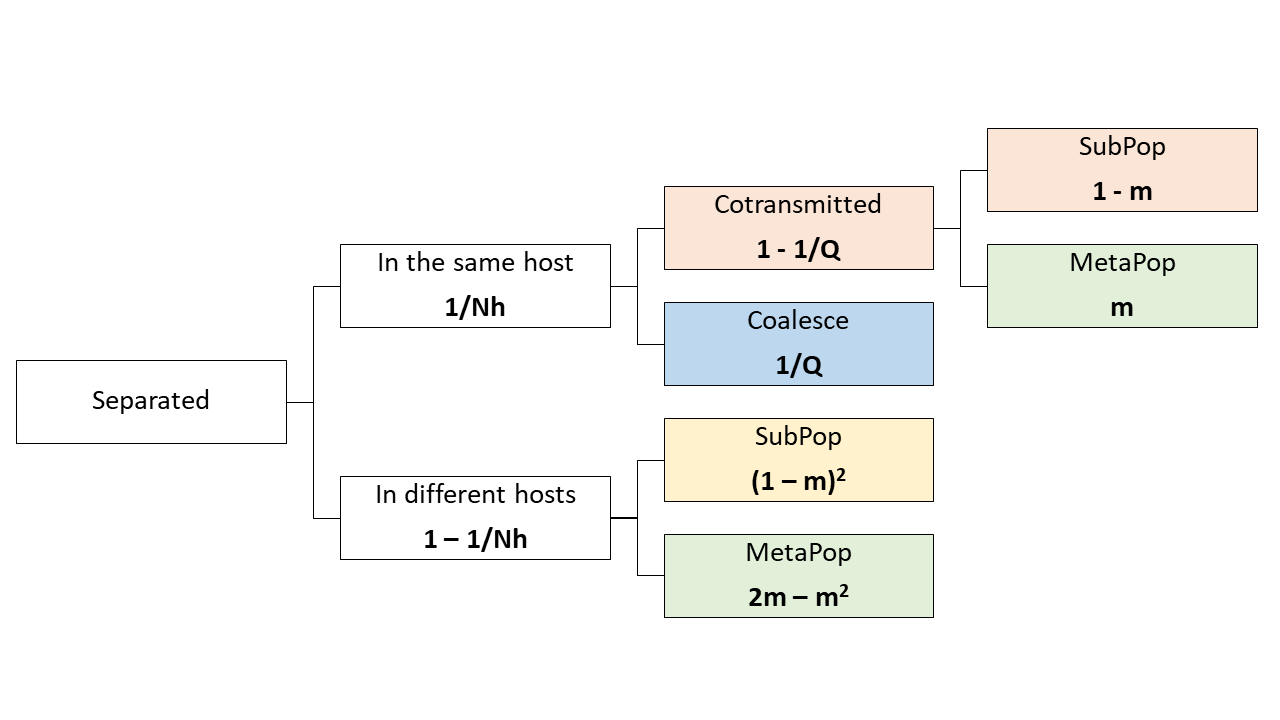 Separated
In the same host
1/Nh
In different hosts
1 – 1/Nh
Cotransmitted
1 - 1/Q
Coalesce
1/Q
SubPop
(1 – m)²
MetaPop
2m – m²
SubPop
1 - m
MetaPop
m